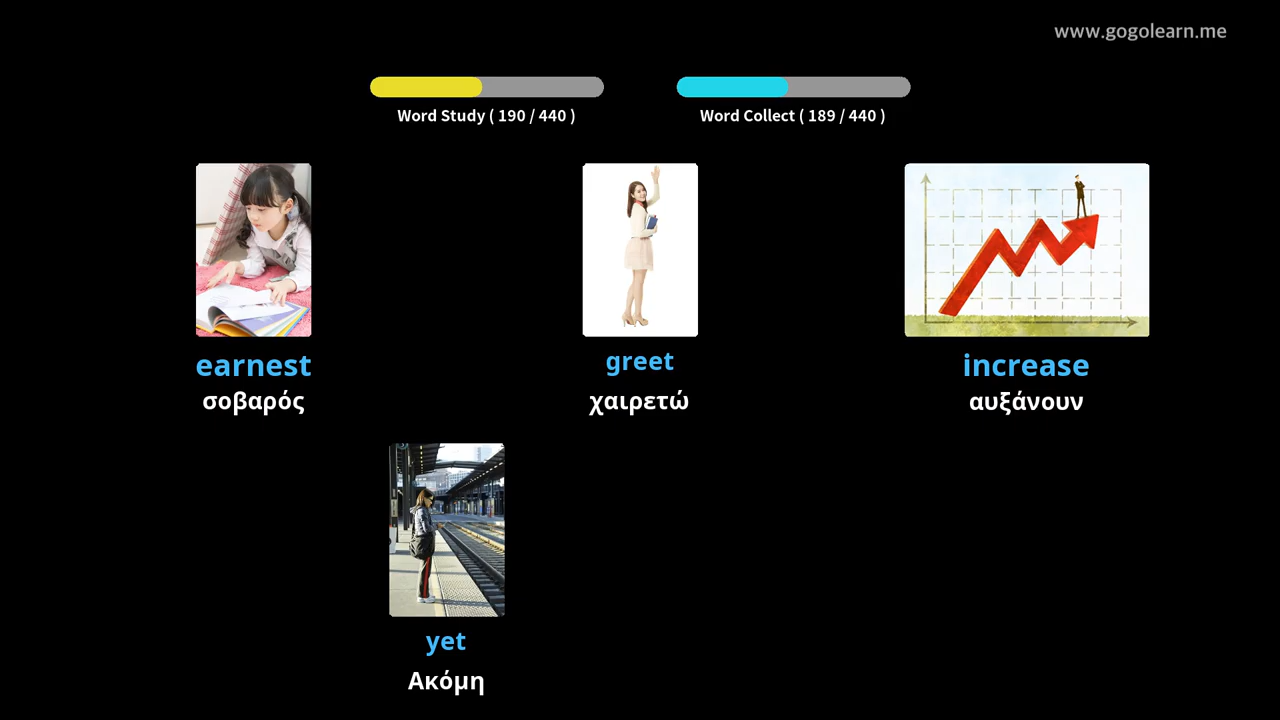 www.gogolearn.me
Word Study ( 190 / 440 )
Word Collect ( 189 / 440 )
earnest
σοβαρός
greet
χαιρετώ
increase
αυξάνουν
yet
Ακόμη